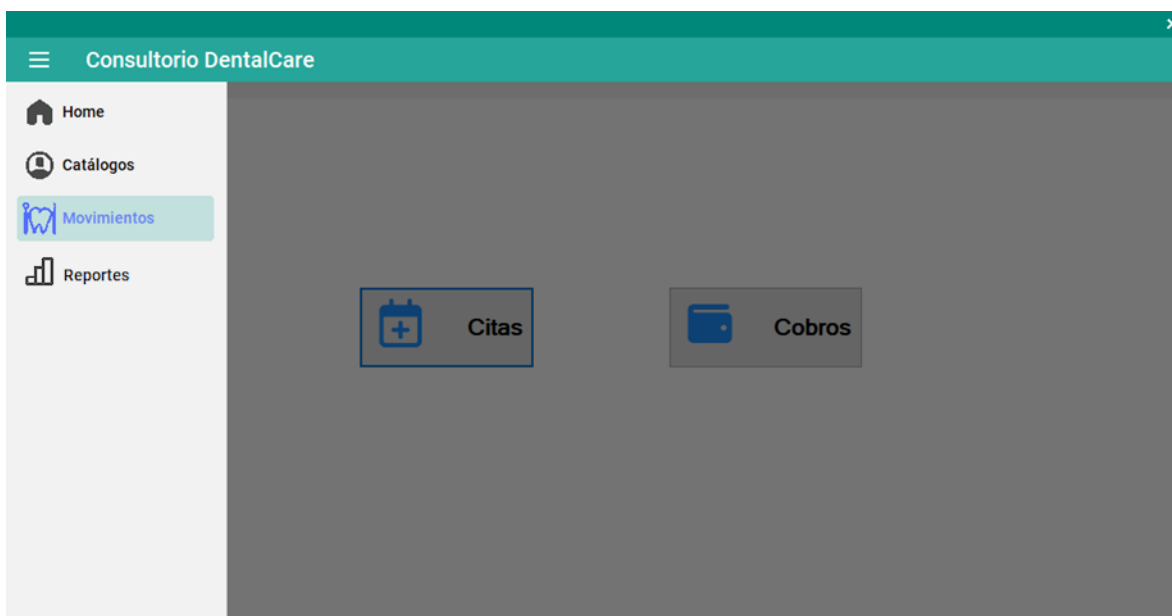 Consultorio DentalCare
Home
Catálogos
Movimientos
Reportes
Citas
Cobros